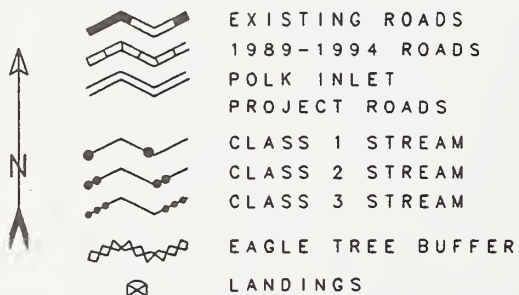 EXISTING ROADS
1989-1994 ROADS
POLK INLET
PROJECT ROADS
CLASS 1 STREAM
N
CLASS 2 STREAM
CLASS 3 STREAM
EAGLE TREE BUFFER
LANDINGS